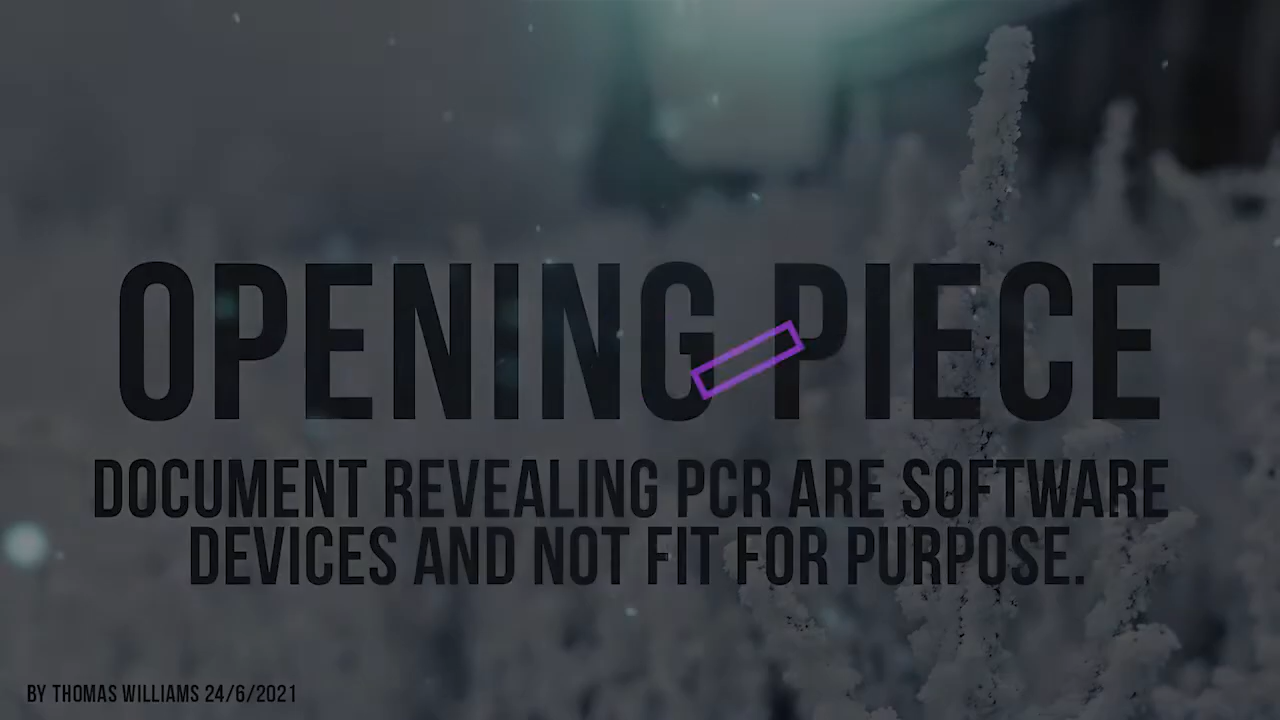 OPENING PIECE
DOCUMENT REVEALING PCR ARE SOFTWARE
DEVICES AND NOT FIT FOR PURPOSE.
BY THOMAS WILLIAMS 24/6/2021